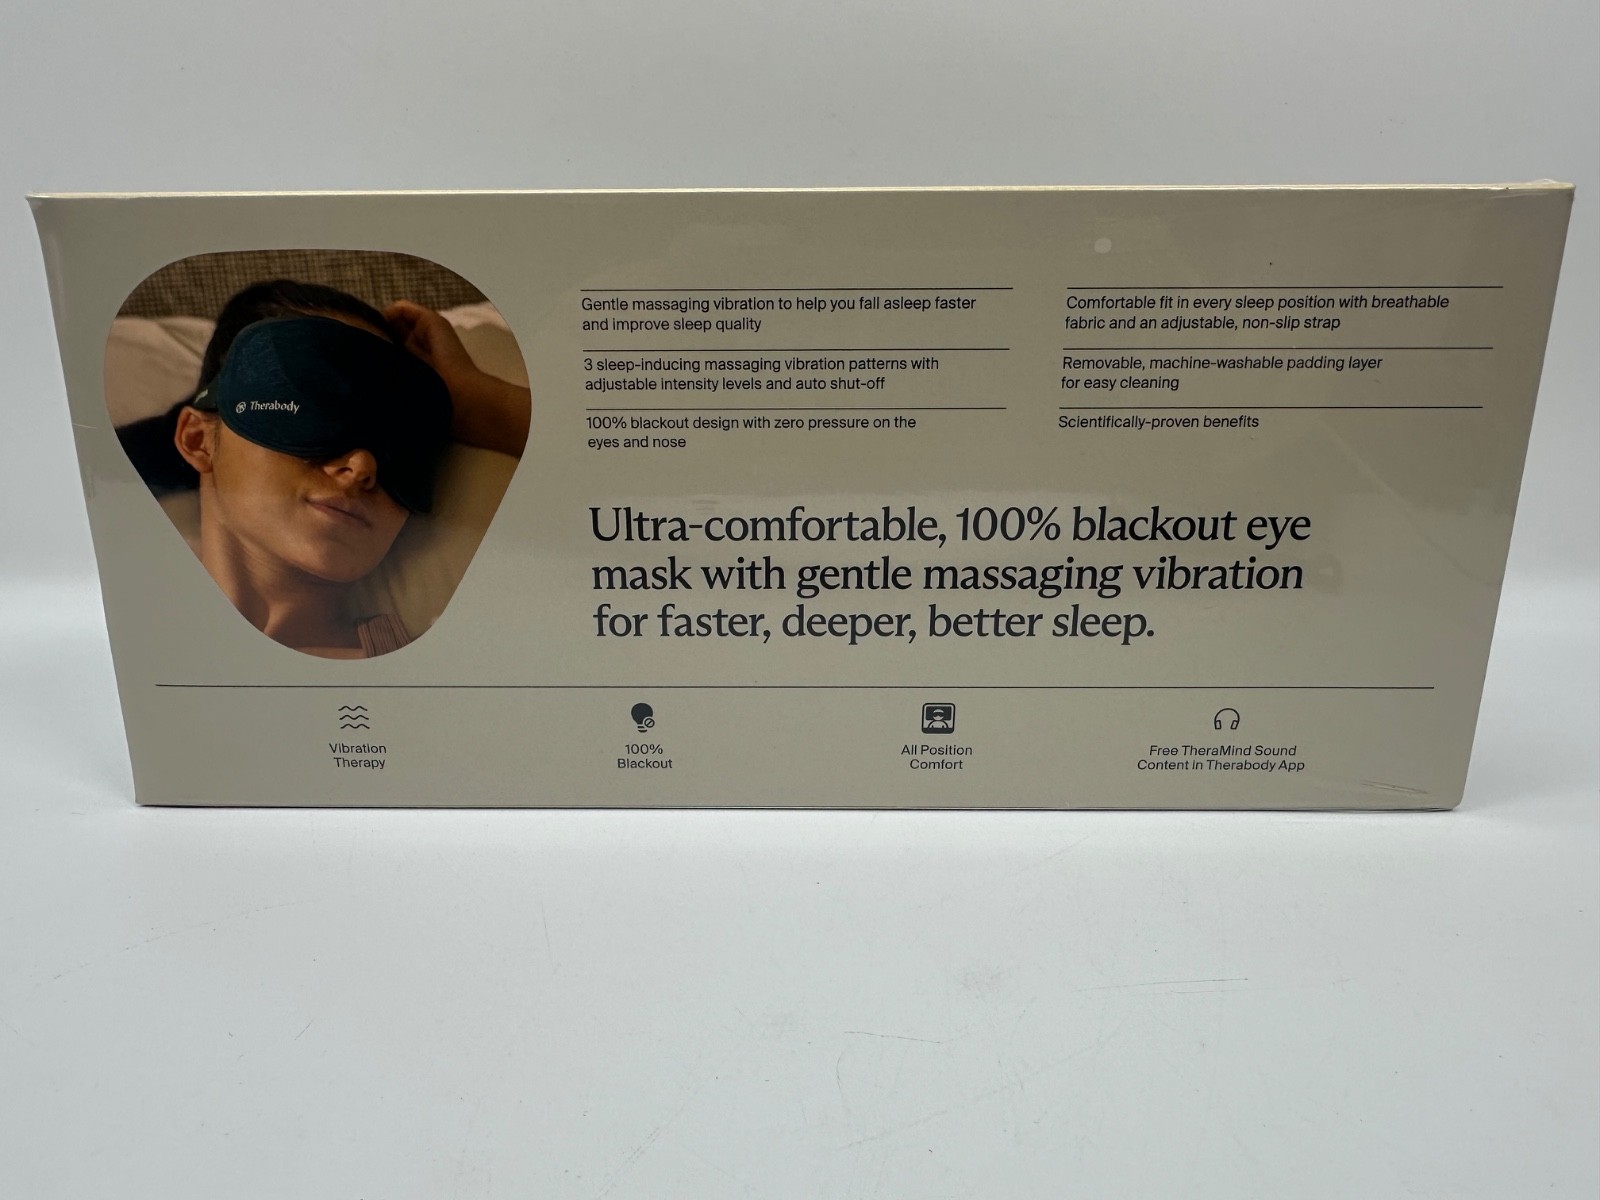 Therabody
Gentle massaging vibration to help you fall asleep faster
and improve sleep quality
3 sleep-inducing massaging vibration patterns with
adjustable intensity levels and auto shut-off
100% blackout design with zero pressure on the
eyes and nose
Comfortable fit in every sleep position with breathable
fabric and an adjustable, non-slip strap
Removable, machine-washable padding layer
for easy cleaning
Scientifically-proven benefits
Ultra-comfortable, 100% blackout eye
mask with gentle massaging vibration
for faster, deeper, better sleep.
Vibration
Therapy
100%
Blackout
All Position
Comfort
Free TheraMind Sound
Content in Therabody App